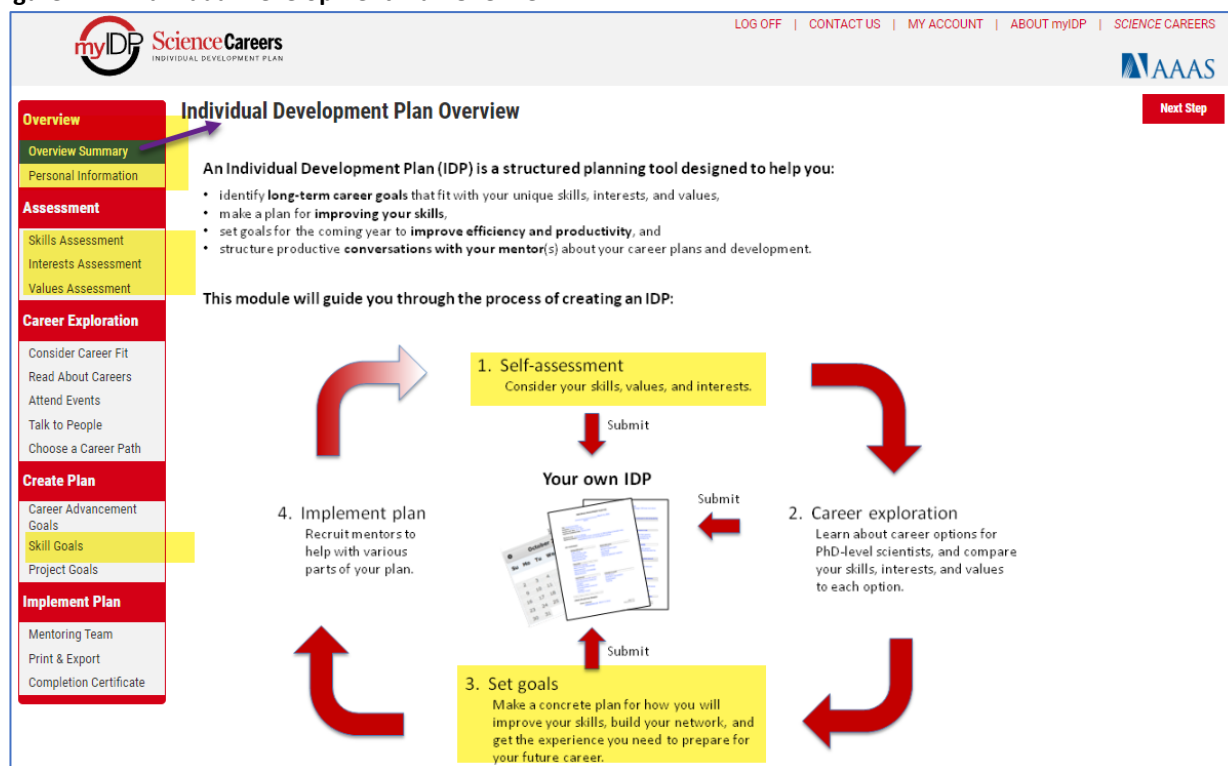 LOG OFF | CONTACT US | MY ACCOUNT | ABOUT myIDP | SCIENCE CAREERS
myIDP ScienceCareers
INDIVIDUAL DEVELOPMENT PLAN
AAAS
Overview
Overview Summary
Personal Information
Assessment
Skills Assessment
Interests Assessment
Values Assessment
Career Exploration
Consider Career Fit
Read About Careers
Attend Events
Talk to People
Choose a Career Path
Create Plan
Career Advancement
Goals
Skill Goals
Project Goals
Implement Plan
Mentoring Team
Print & Export
Completion Certificate
Individual Development Plan Overview
Next Step
An Individual Development Plan (IDP) is a structured planning tool designed to help you:
• identify long-term career goals that fit with your unique skills, interests, and values,
• make a plan for improving your skills,
• set goals for the coming year to improve efficiency and productivity, and
• structure productive conversations with your mentor(s) about your career plans and development.
This module will guide you through the process of creating an IDP:
1. Self-assessment
Consider your skills, values, and interests.
Submit
Your own IDP
Submit
2. Career exploration
Learn about career options for
PhD-level scientists, and compare
your skills, interests, and values
to each option.
Submit
3. Set goals
Make a concrete plan for how you will
improve your skills, build your network, and
get the experience you need to prepare for
your future career.
4. Implement plan
Recruit mentors to
help with various
parts of your plan.